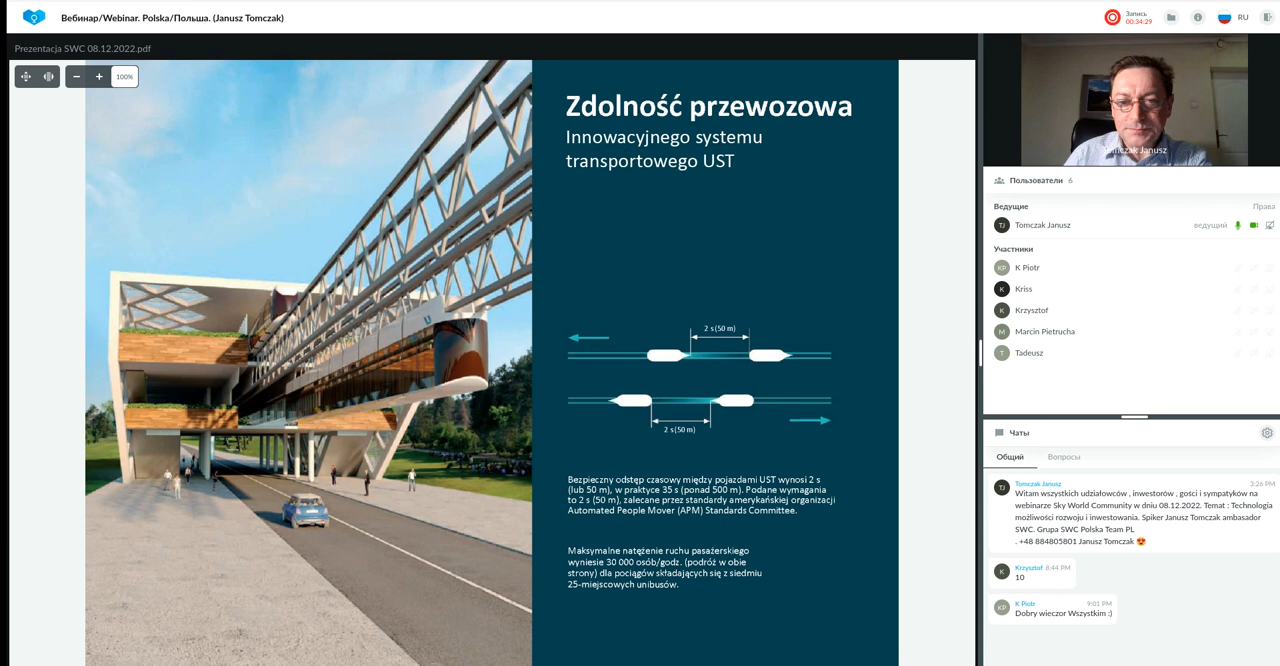 Вебинар/Webinar. Polska/Польша. (Janusz Tomczak)
Запись
00:34:29
RU
Prezentacja SWC 08.12.2022.pdf
100%
Zdolność przewozowa
Innowacyjnego systemu
transportowego UST
2 s (50 m)
2 s (50 m)
Bezpieczny odstęp czasowy między pojazdami UST wynosi 2 s
(lub 50 m), w praktyce 35 s (ponad 500 m). Podane wymagania
to 2 s (50 m), zalecane przez standardy amerykańskiej organizacji
Automated People Mover (APM) Standards Committee.
Maksymalne natężenie ruchu pasażerskiego
wyniesie 30 000 osób/godz. (podróż w obie
strony) dla pociągów składających się z siedmiu
25-miejscowych unibusów.
Tomczak Janusz
Пользователи 6
Ведущие Права
TJ Tomczak Janusz ведущий
Участники
KP K Piotr
K Kriss
K Krzysztof
M Marcin Pietrucha
T Tadeusz
Чаты
Общий Вопросы
TJ Tomczak Janusz 3:26 PM
Witam wszystkich udziałowców , inwestorów , gości i sympatyków na
webinarze Sky World Community w dniu 08.12.2022. Temat : Technologia
możliwości rozwoju i inwestowania. Spiker Janusz Tomczak ambasador
SWC. Grupa SWC Polska Team PL
. +48 884805801 Janusz Tomczak 😍
K Krzysztof 8:44 PM
10
KP K Piotr 9:01 PM
Dobry wieczor Wszystkim :)